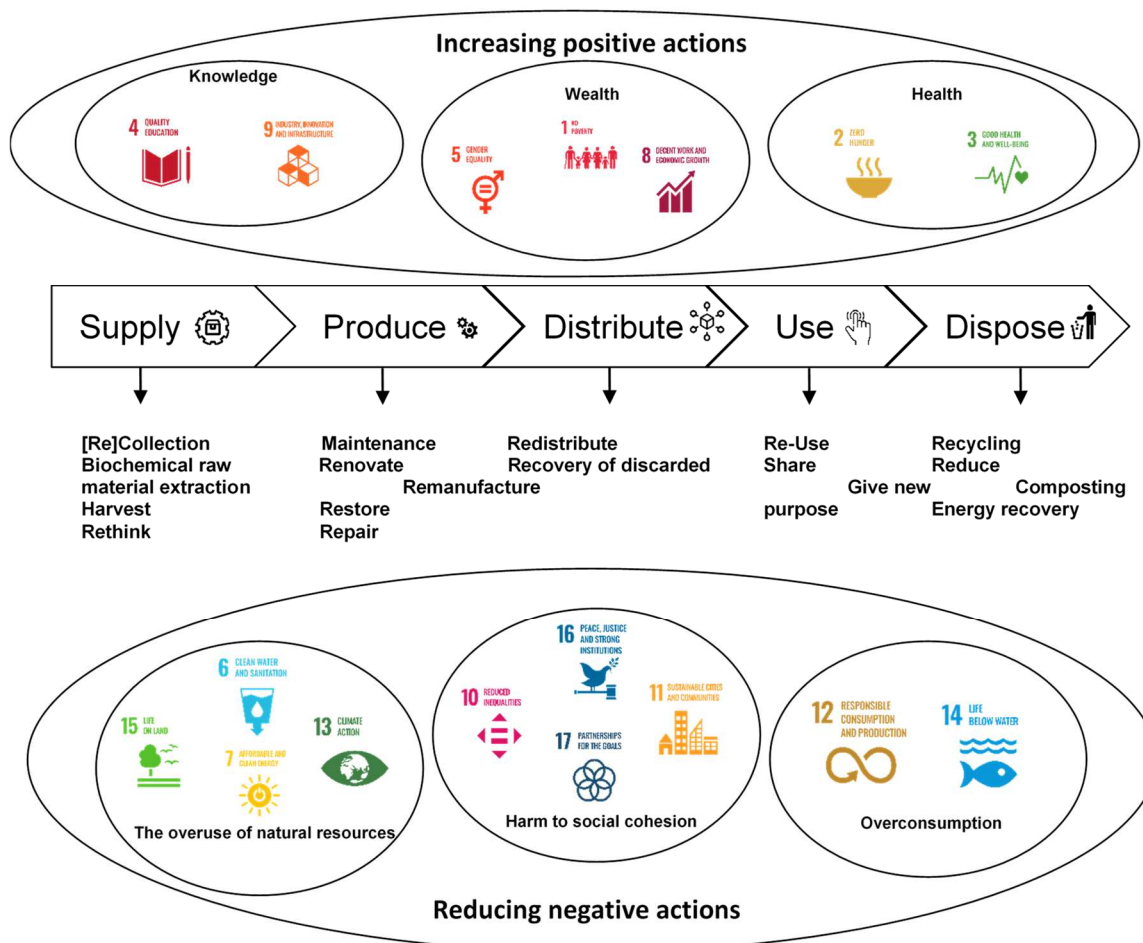 Increasing positive actions
Knowledge
4 QUALITY
EDUCATION
9 INDUSTRY, INNOVATION
AND INFRASTRUCTURE
Wealth
5 GENDER
EQUALITY
1 NO
POVERTY
8 DECENT WORK AND
ECONOMIC GROWTH
Health
2 ZERO
HUNGER
3 GOOD HEALTH
AND WELL-BEING
Supply
Produce
Distribute
Use
Dispose
[Re]Collection
Biochemical raw
material extraction
Harvest
Rethink
Maintenance
Renovate
Remanufacture
Restore
Repair
Redistribute
Recovery of discarded
Re-Use
Share
Give new
purpose
Recycling
Reduce
Composting
Energy recovery
15 LIFE
ON LAND
6 CLEAN WATER
AND SANITATION
7 AFFORDABLE AND
CLEAN ENERGY
13 CLIMATE
ACTION
The overuse of natural resources
10 REDUCED
INEQUALITIES
16 PEACE, JUSTICE
AND STRONG
INSTITUTIONS
17 PARTNERSHIPS
FOR THE GOALS
11 SUSTAINABLE CITIES
AND COMMUNITIES
Harm to social cohesion
12 RESPONSIBLE
CONSUMPTION
AND PRODUCTION
14 LIFE
BELOW WATER
Overconsumption
Reducing negative actions